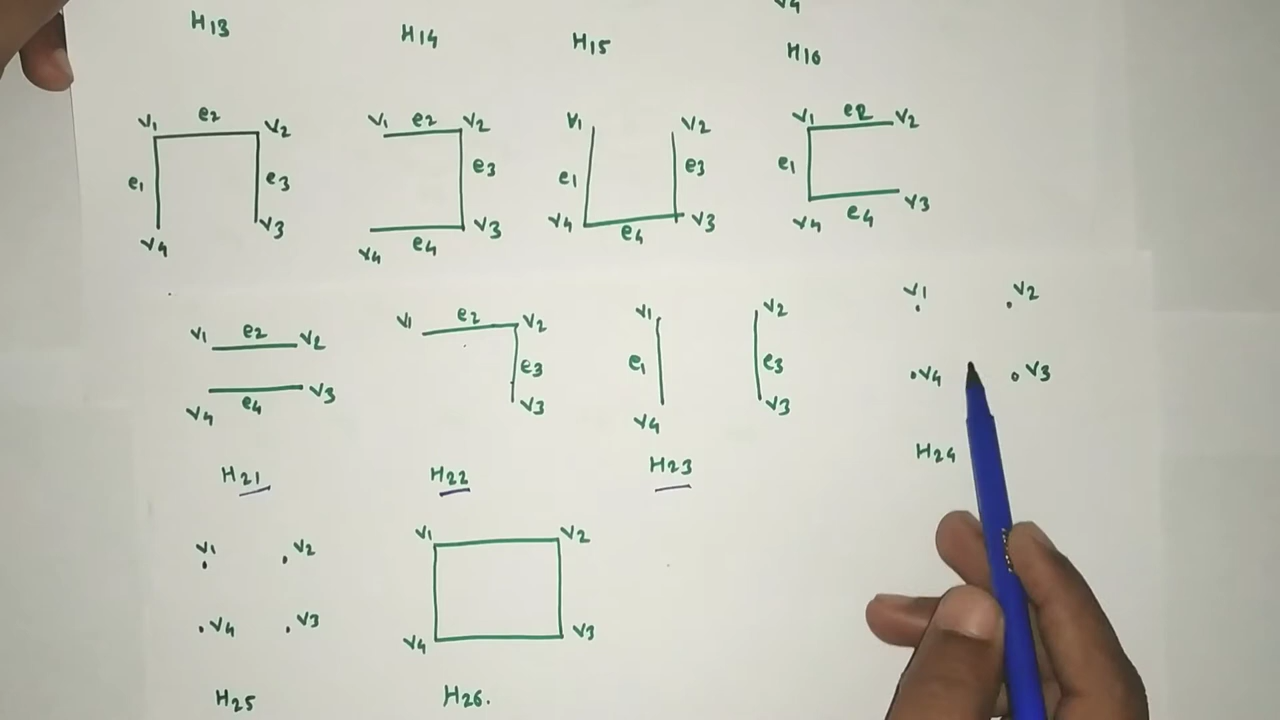 v4
H13 H14 H15 H16
v1 e2 v2 v1 e2 v2 v1 v2 v1 e2 v2
e1 e3 e3 e1 e3 e1
v4 v3 v4 e4 v3 v4 e4 v3 v4 e4 v3
v1 e2 v2 v1 e2 v2 v1 v2 v1 v2
v4 e4 v3 e3 e1 e3 v4 v3
v3 v4 v3
H21 H22 H23 H24
v1 v2 v1 v2
v4 v3 v4 v3
H25 H26.